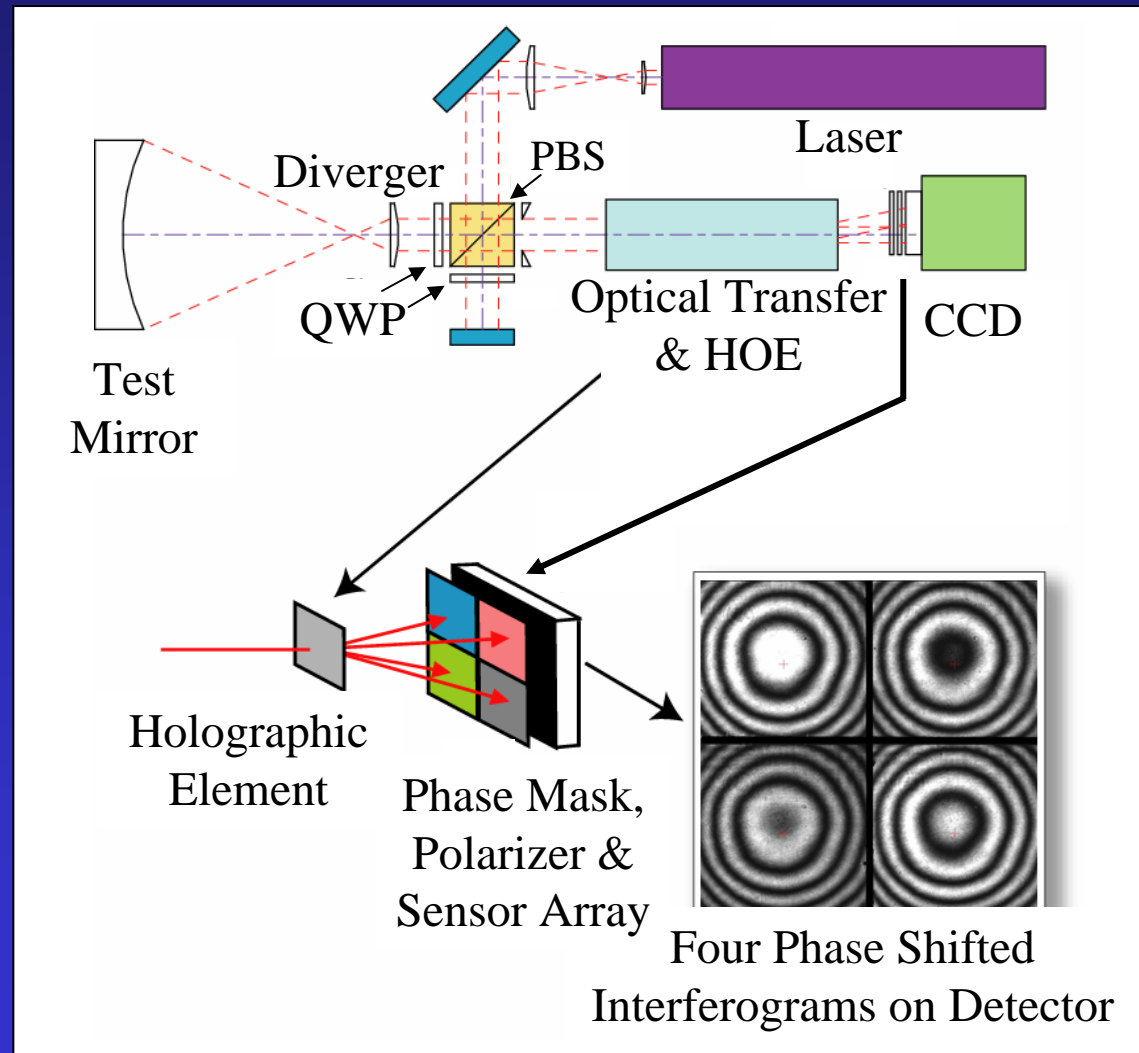 Laser
PBS
Diverger
QWP
Optical Transfer
& HOE
CCD
Test
Mirror
Holographic
Element
Phase Mask,
Polarizer &
Sensor Array
Four Phase Shifted
Interferograms on Detector